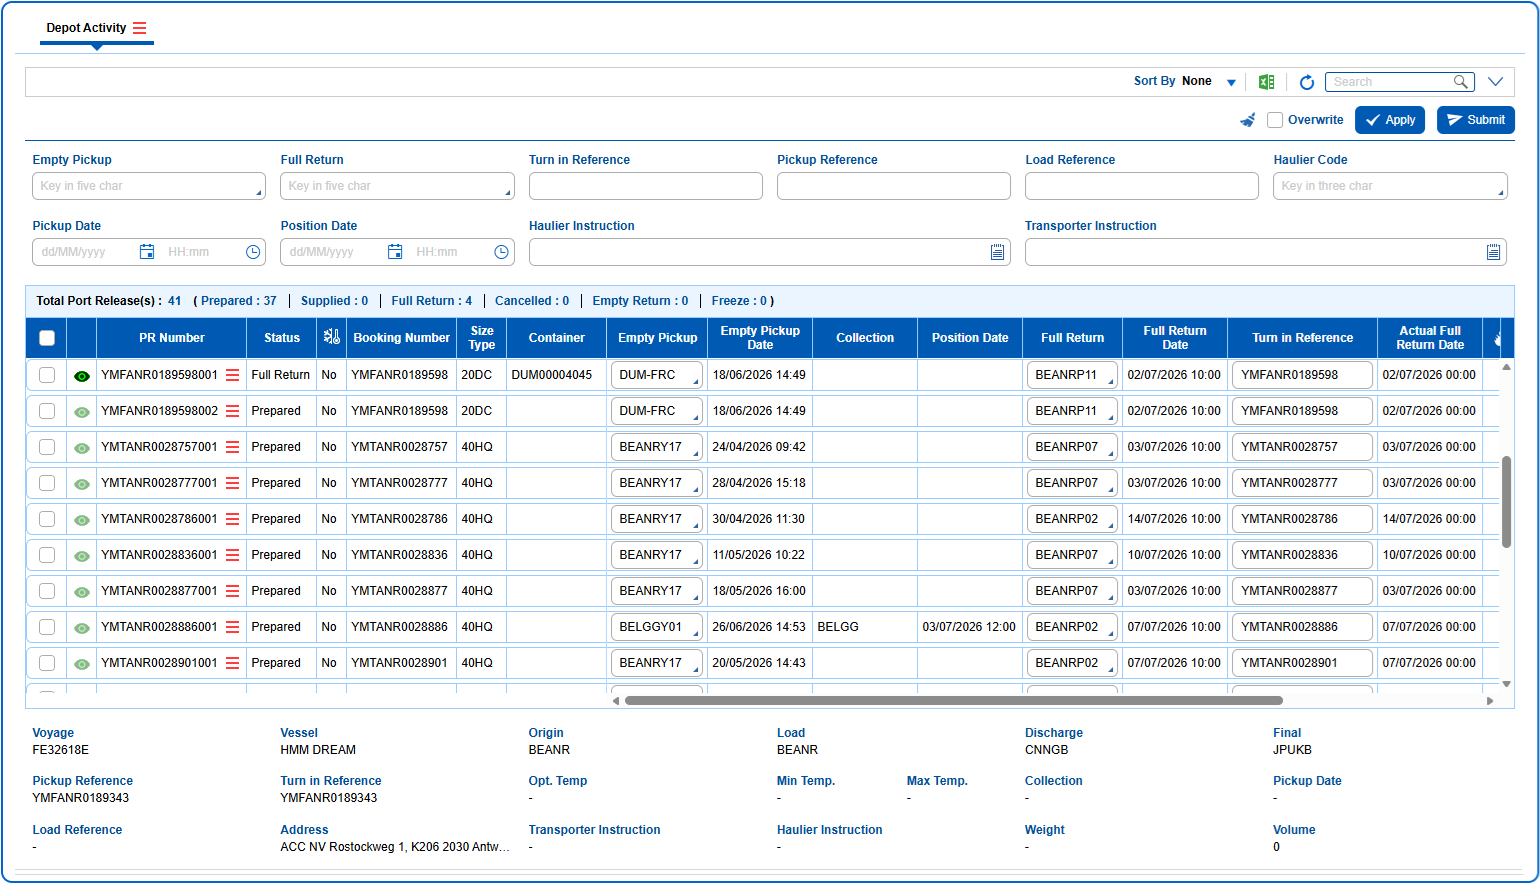 Depot Activity
Sort By None Search
Overwrite Apply Submit
Empty Pickup Full Return Turn in Reference Pickup Reference Load Reference Haulier Code
Key in five char Key in five char Key in three char
Pickup Date Position Date Haulier Instruction Transporter Instruction
dd/MM/yyyy HH:mm dd/MM/yyyy HH:mm
Total Port Release(s) : 41 ( Prepared : 37 | Supplied : 0 | Full Return : 4 | Cancelled : 0 | Empty Return : 0 | Freeze : 0 )
PR Number Status Booking Number Size Type Container Empty Pickup Empty Pickup Date Collection Position Date Full Return Full Return Date Turn in Reference Actual Full Return Date
YMFANR0189598001 Full Return No YMFANR0189598 20DC DUM00004045 DUM-FRC 18/06/2026 14:49 BEANRP11 02/07/2026 10:00 YMFANR0189598 02/07/2026 00:00
YMFANR0189598002 Prepared No YMFANR0189598 20DC DUM-FRC 18/06/2026 14:49 BEANRP11 02/07/2026 10:00 YMFANR0189598 02/07/2026 00:00
YMTANR0028757001 Prepared No YMTANR0028757 40HQ BEANRY17 24/04/2026 09:42 BEANRP07 03/07/2026 10:00 YMTANR0028757 03/07/2026 00:00
YMTANR0028777001 Prepared No YMTANR0028777 40HQ BEANRY17 28/04/2026 15:18 BEANRP07 03/07/2026 10:00 YMTANR0028777 03/07/2026 00:00
YMTANR0028786001 Prepared No YMTANR0028786 40HQ BEANRY17 30/04/2026 11:30 BEANRP02 14/07/2026 10:00 YMTANR0028786 14/07/2026 00:00
YMTANR0028836001 Prepared No YMTANR0028836 40HQ BEANRY17 11/05/2026 10:22 BEANRP07 10/07/2026 10:00 YMTANR0028836 10/07/2026 00:00
YMTANR0028877001 Prepared No YMTANR0028877 40HQ BEANRY17 18/05/2026 16:00 BEANRP07 03/07/2026 10:00 YMTANR0028877 03/07/2026 00:00
YMTANR0028886001 Prepared No YMTANR0028886 40HQ BELGGY01 26/06/2026 14:53 BELGG 03/07/2026 12:00 BEANRP02 07/07/2026 10:00 YMTANR0028886 07/07/2026 00:00
YMTANR0028901001 Prepared No YMTANR0028901 40HQ BEANRY17 20/05/2026 14:43 BEANRP02 07/07/2026 10:00 YMTANR0028901 07/07/2026 00:00
Voyage Vessel Origin Load Discharge Final
FE32618E HMM DREAM BEANR BEANR CNNGB JPUKB
Pickup Reference Turn in Reference Opt. Temp Min Temp. Max Temp. Collection Pickup Date
YMFANR0189343 YMFANR0189343 - - - - -
Load Reference Address Transporter Instruction Haulier Instruction Weight Volume
- ACC NV Rostockweg 1, K206 2030 Antw... - - - 0